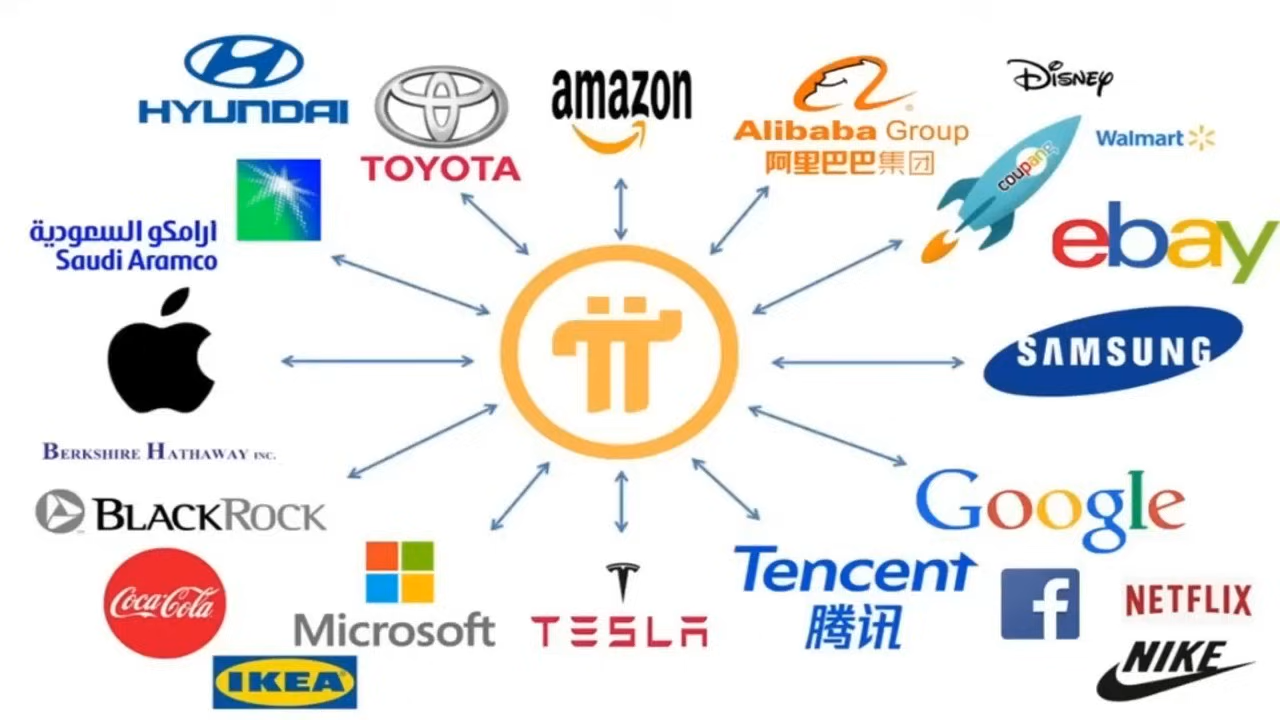 HYUNDAI
TOYOTA
amazon
Alibaba Group
阿里巴巴集团
Disney
Walmart
coupang
ebay
ارامكو السعودية
Saudi Aramco
SAMSUNG
BERKSHIRE HATHAWAY INC.
BLACKROCK
Google
Coca-Cola
Microsoft
TESLA
Tencent
腾讯
f
NETFLIX
NIKE
IKEA